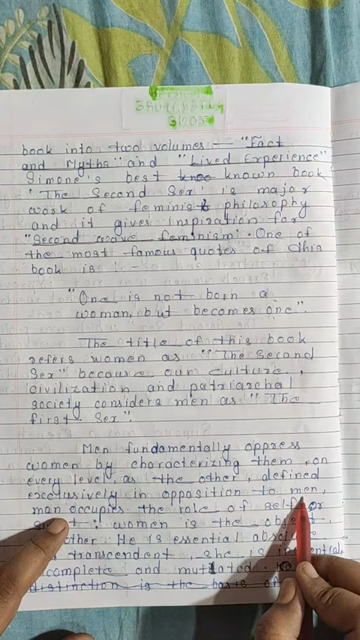 book into two volumes :- "Fact
and Myths" and "Lived Experience"
Simone's best known book
'The Second Sex' is major
work of feminist philosophy
and it gives inspiration for
"Second wave feminism". One of
the most famous quotes of this
book is :-
"One is not born a
woman, but becomes one".
The title of this book
refers women as "The Second
Sex" because our culture,
civilization and patriarchal
society considers men as "The
first Sex".
Men fundamentally oppress
women by characterizing them, on
every level, as the other, defined
exclusively in opposition to men,
man occupies the role of self, or
woman is the object
other. He is essential,
transcendent, she is
incomplete and mutilated.
distinction is the basis of